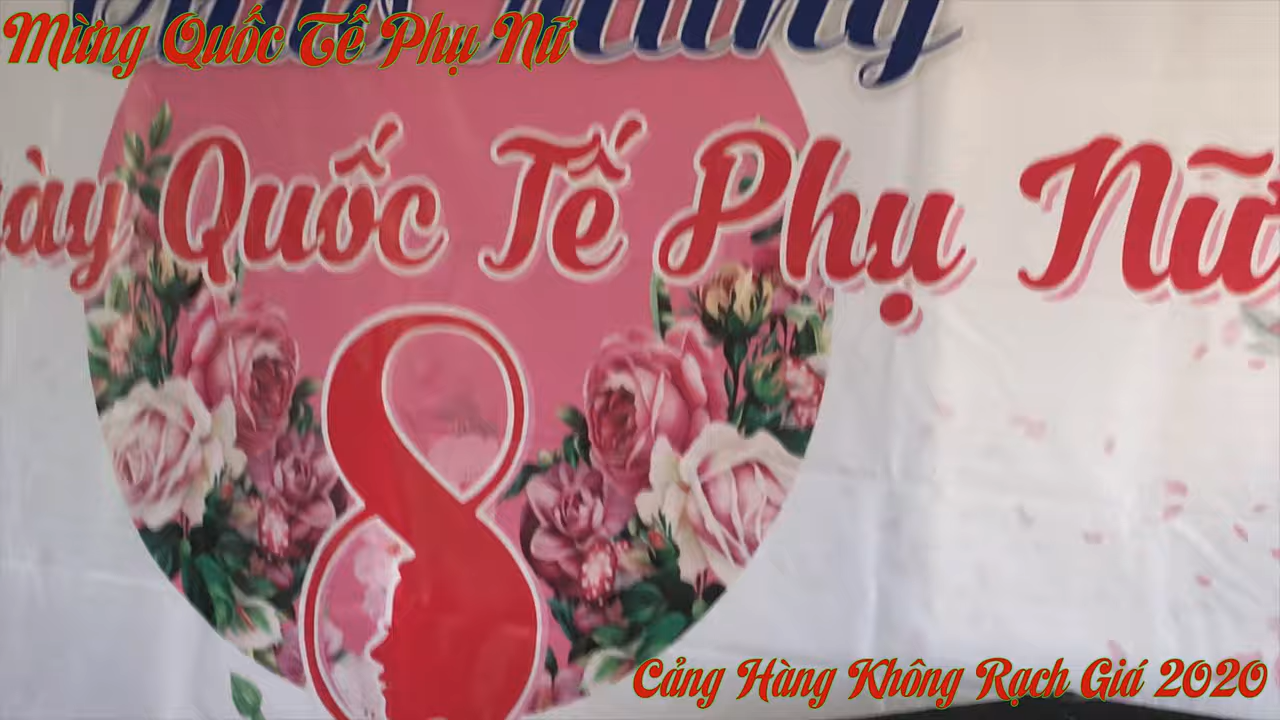 Mừng Quốc Tế Phụ Nữ
Quốc Tế Phụ Nữ
8
Cảng Hàng Không Rạch Giá 2020